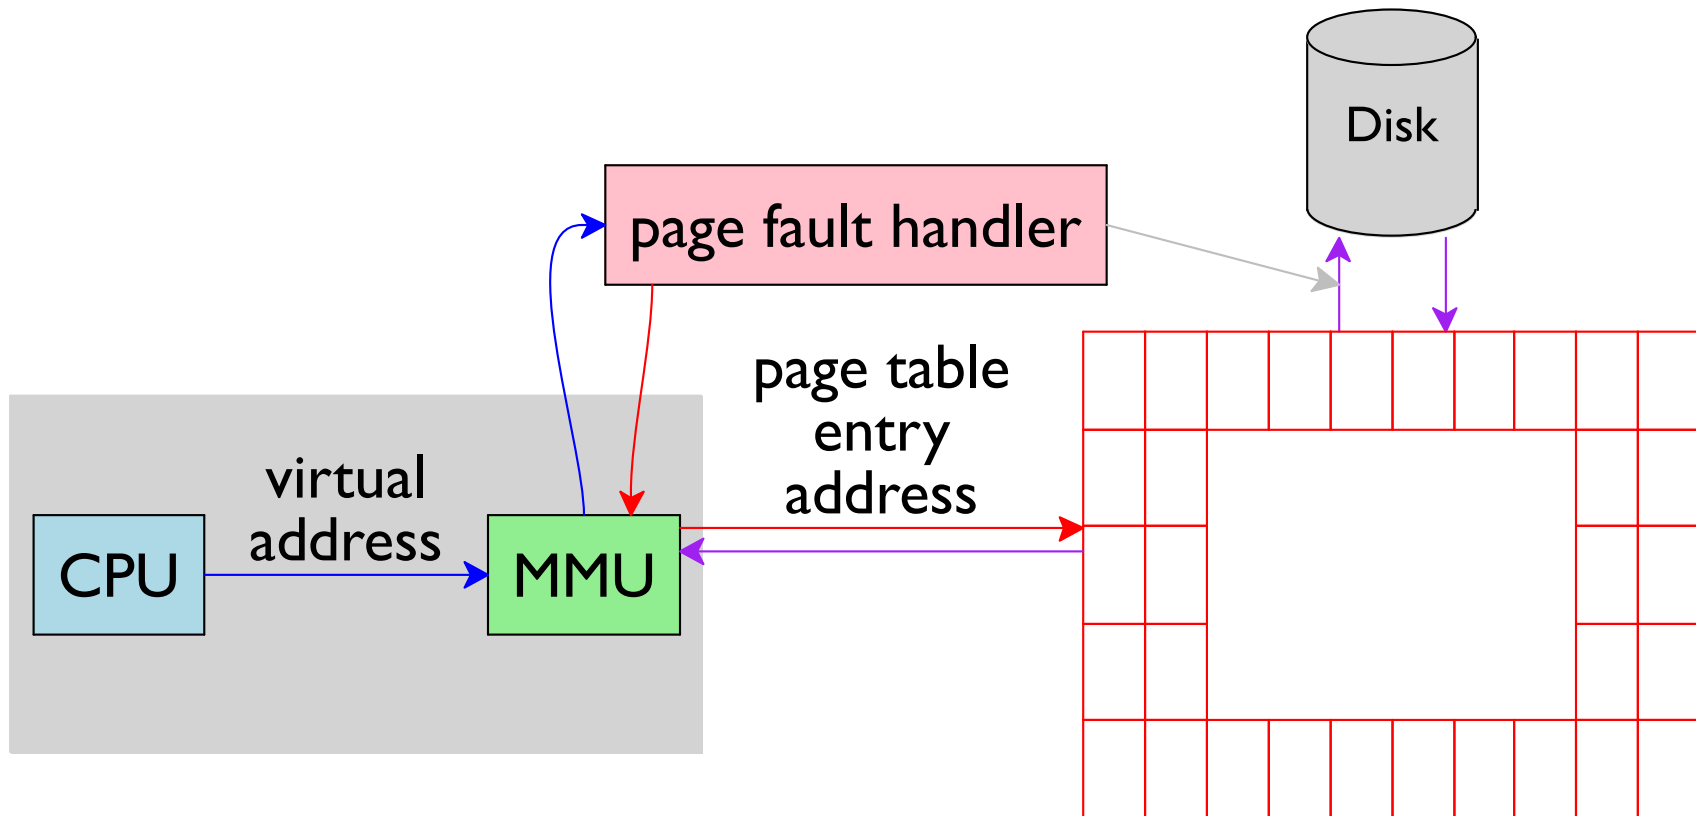 Disk
page fault handler
page table
entry
address
virtual
address
CPU
MMU